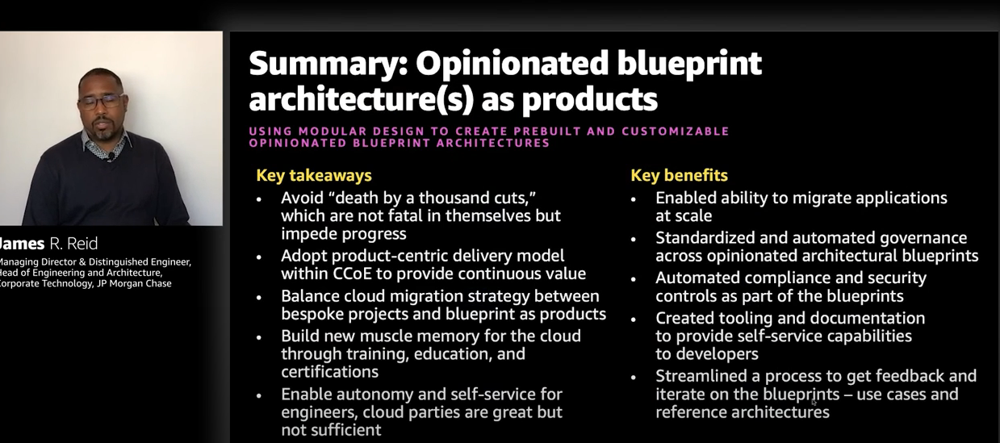 Summary: Opinionated blueprint
architecture(s) as products
USING MODULAR DESIGN TO CREATE PREBUILT AND CUSTOMIZABLE
OPINIONATED BLUEPRINT ARCHITECTURES
Key takeaways
• Avoid “death by a thousand cuts,”
which are not fatal in themselves but
impede progress
• Adopt product-centric delivery model
within CCoE to provide continuous value
• Balance cloud migration strategy between
bespoke projects and blueprint as products
• Build new muscle memory for the cloud
through training, education, and
certifications
• Enable autonomy and self-service for
engineers, cloud parties are great but
not sufficient
Key benefits
• Enabled ability to migrate applications
at scale
• Standardized and automated governance
across opinionated architectural blueprints
• Automated compliance and security
controls as part of the blueprints
• Created tooling and documentation
to provide self-service capabilities
to developers
• Streamlined a process to get feedback and
iterate on the blueprints – use cases and
reference architectures
James R. Reid
Managing Director & Distinguished Engineer,
Head of Engineering and Architecture,
Corporate Technology, JP Morgan Chase